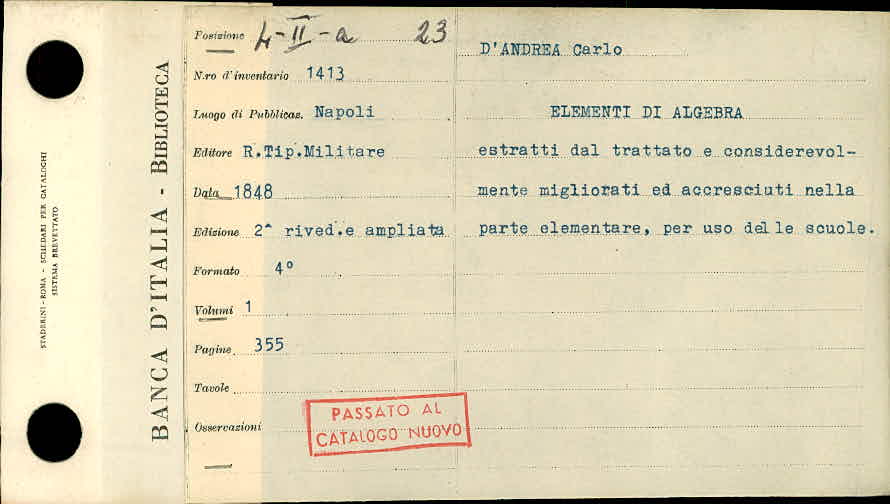 STADERINI - ROMA - SCHEDARI PER CATALOGHI
SISTEMA BREVETTATO
BANCA D'ITALIA - BIBLIOTECA
Posizione 4-II-a 23
N.ro d'inventario 1413
Luogo di Pubblicaz. Napoli
Editore R.Tip.Militare
Data 1848
Edizione 2^ rived.e ampliata
Formato 4°
Volumi 1
Pagine 355
Tavole
Osservazioni
PASSATO AL
CATALOGO NUOVO
D'ANDREA Carlo
ELEMENTI DI ALGEBRA
estratti dal trattato e considerevol-
mente migliorati ed accresciuti nella
parte elementare, per uso delle scuole.